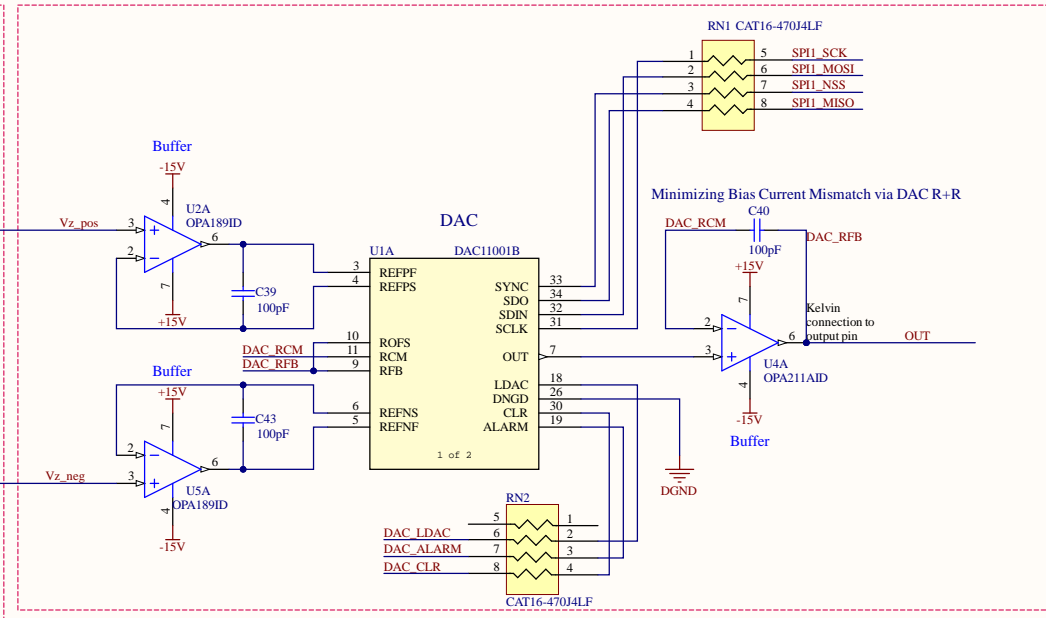 RN1 CAT16-470J4LF
1 5 SPI1_SCK
2 6 SPI1_MOSI
3 7 SPI1_NSS
4 8 SPI1_MISO
Buffer
-15V
4
U2A
OPA189ID
Vz_pos 3
2
6
7
+15V
C39
100pF
DAC
U1A DAC11001B
3 REFPF
4 REFPS
10 ROFS
DAC_RCM 11 RCM
DAC_RFB 9 RFB
6 REFNS
5 REFNF
SYNC 33
SDO 34
SDIN 32
SCLK 31
OUT 7
LDAC 18
DNGD 26
CLR 30
ALARM 19
1 of 2
Minimizing Bias Current Mismatch via DAC R+R
C40
DAC_RCM
DAC_RFB
100pF
+15V
7
Kelvin
connection to
output pin
2
3
6
OUT
U4A
OPA211AID
4
-15V
Buffer
DGND
Buffer
+15V
7
C43
100pF
2
Vz_neg 3
6
U5A
OPA189ID
4
-15V
RN2
5 1
DAC_LDAC 6 2
DAC_ALARM 7 3
DAC_CLR 8 4
CAT16-470J4LF